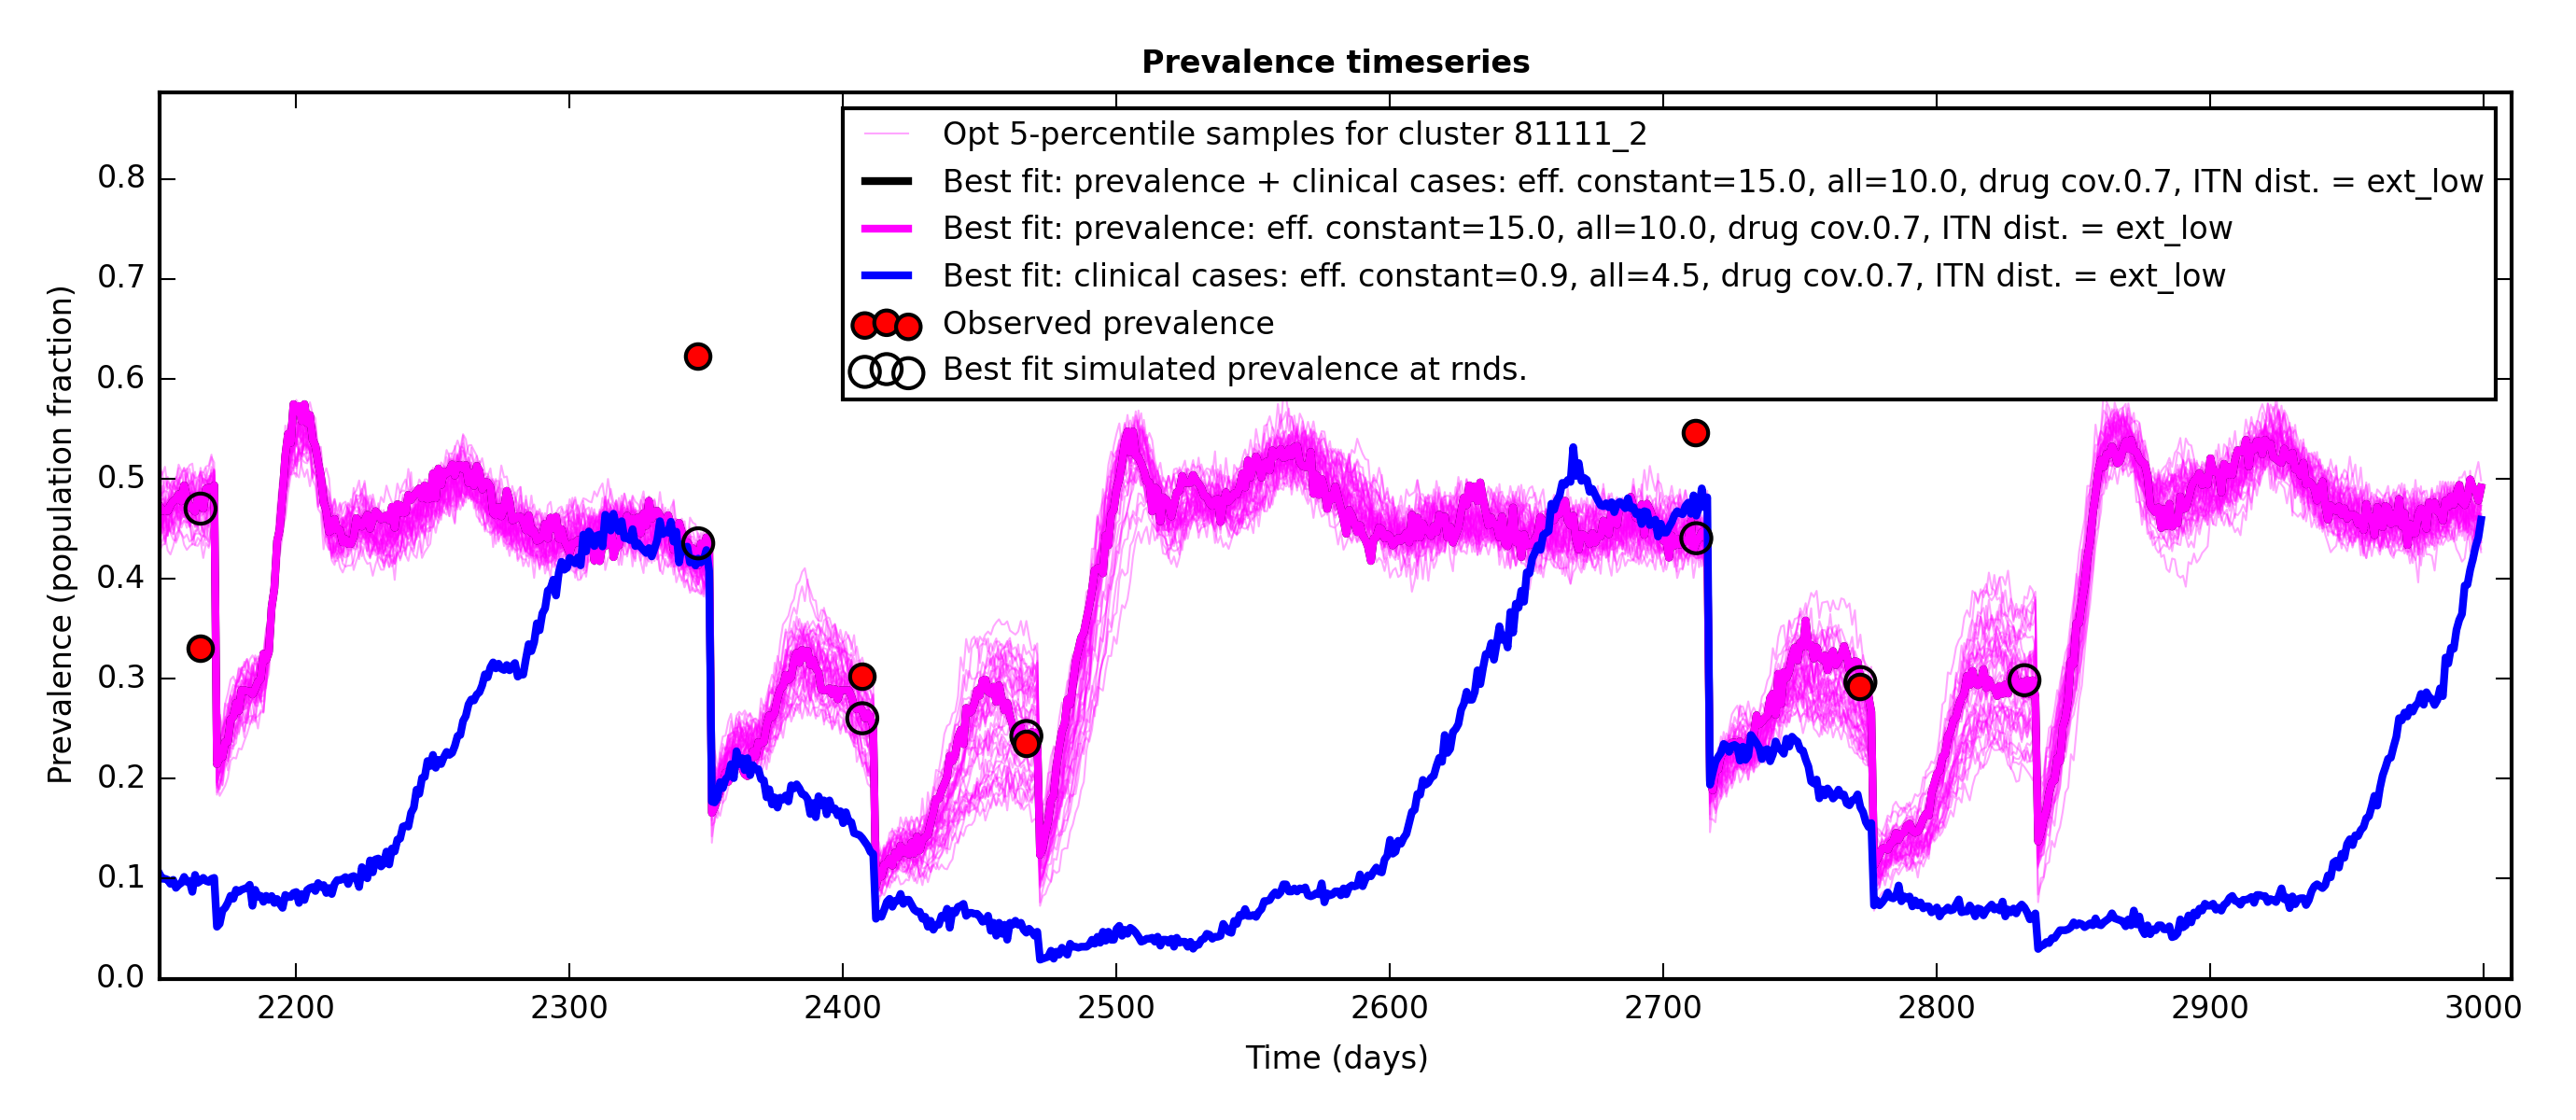 Prevalence timeseries
Opt 5-percentile samples for cluster 81111_2
Best fit: prevalence + clinical cases: eff. constant=15.0, all=10.0, drug cov.0.7, ITN dist. = ext_low
Best fit: prevalence: eff. constant=15.0, all=10.0, drug cov.0.7, ITN dist. = ext_low
Best fit: clinical cases: eff. constant=0.9, all=4.5, drug cov.0.7, ITN dist. = ext_low
Observed prevalence
Best fit simulated prevalence at rnds.
Prevalence (population fraction)
0.8
0.7
0.6
0.5
0.4
0.3
0.2
0.1
0.0
2200 2300 2400 2500 2600 2700 2800 2900 3000
Time (days)